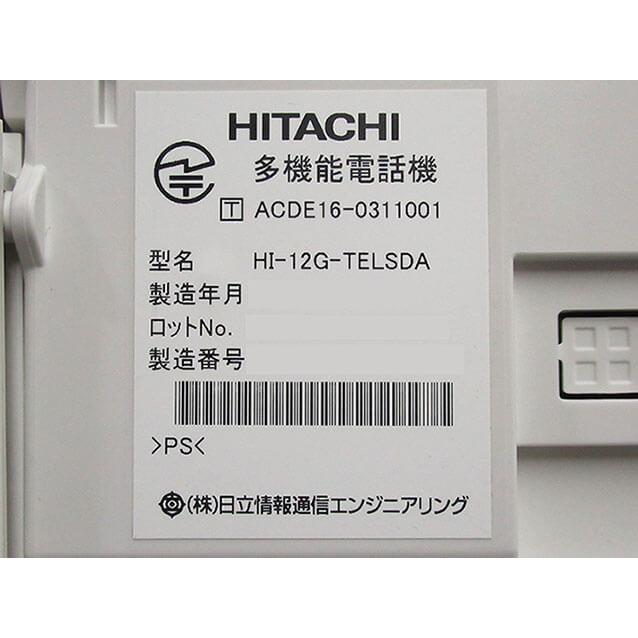 HITACHI
多機能電話機
T ACDE16-0311001
型名 HI-12G-TELSDA
製造年月
ロットNo.
製造番号
>PS<
(株)日立情報通信エンジニアリング